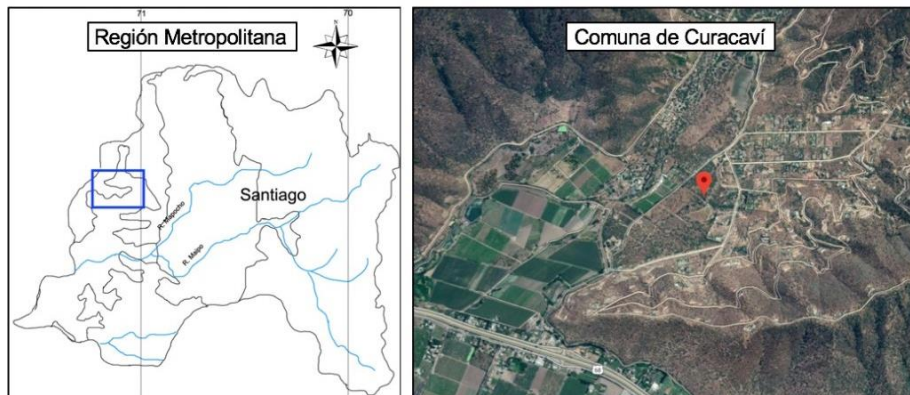 71
70
Región Metropolitana
Santiago
R. Mapocho
R. Maipo
Comuna de Curacaví
68